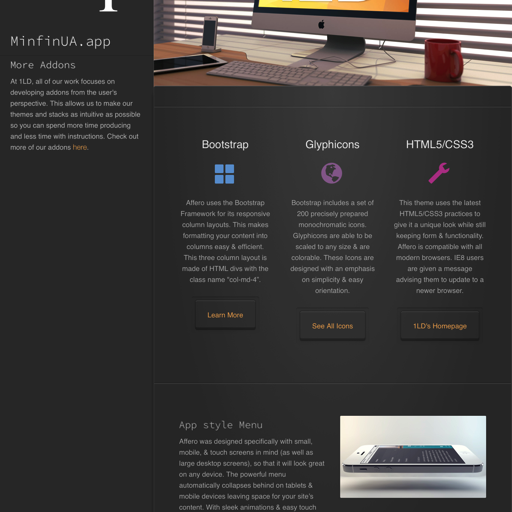 MinfinUA.app
More Addons
At 1LD, all of our work focuses on
developing addons from the user's
perspective. This allows us to make our
themes and stacks as intuitive as possible
so you can spend more time producing
and less time with instructions. Check out
more of our addons here.
Bootstrap
Affero uses the Bootstrap
Framework for its responsive
column layouts. This makes
formatting your content into
columns easy & efficient.
This three column layout is
made of HTML divs with the
class name "col-md-4".
Learn More
Glyphicons
Bootstrap includes a set of
200 precisely prepared
monochromatic icons.
Glyphicons are able to be
scaled to any size & are
colorable. These Icons are
designed with an emphasis
on simplicity & easy
orientation.
See All Icons
HTML5/CSS3
This theme uses the latest
HTML5/CSS3 practices to
give it a unique look while still
keeping form & functionality.
Affero is compatible with all
modern browsers. IE8 users
are given a message
advising them to update to a
newer browser.
1LD's Homepage
App style Menu
Affero was designed specifically with small,
mobile, & touch screens in mind (as well as
large desktop screens), so that it will look great
on any device. The powerful menu
automatically collapses behind on tablets &
mobile devices leaving space for your site's
content. With sleek animations & easy touch